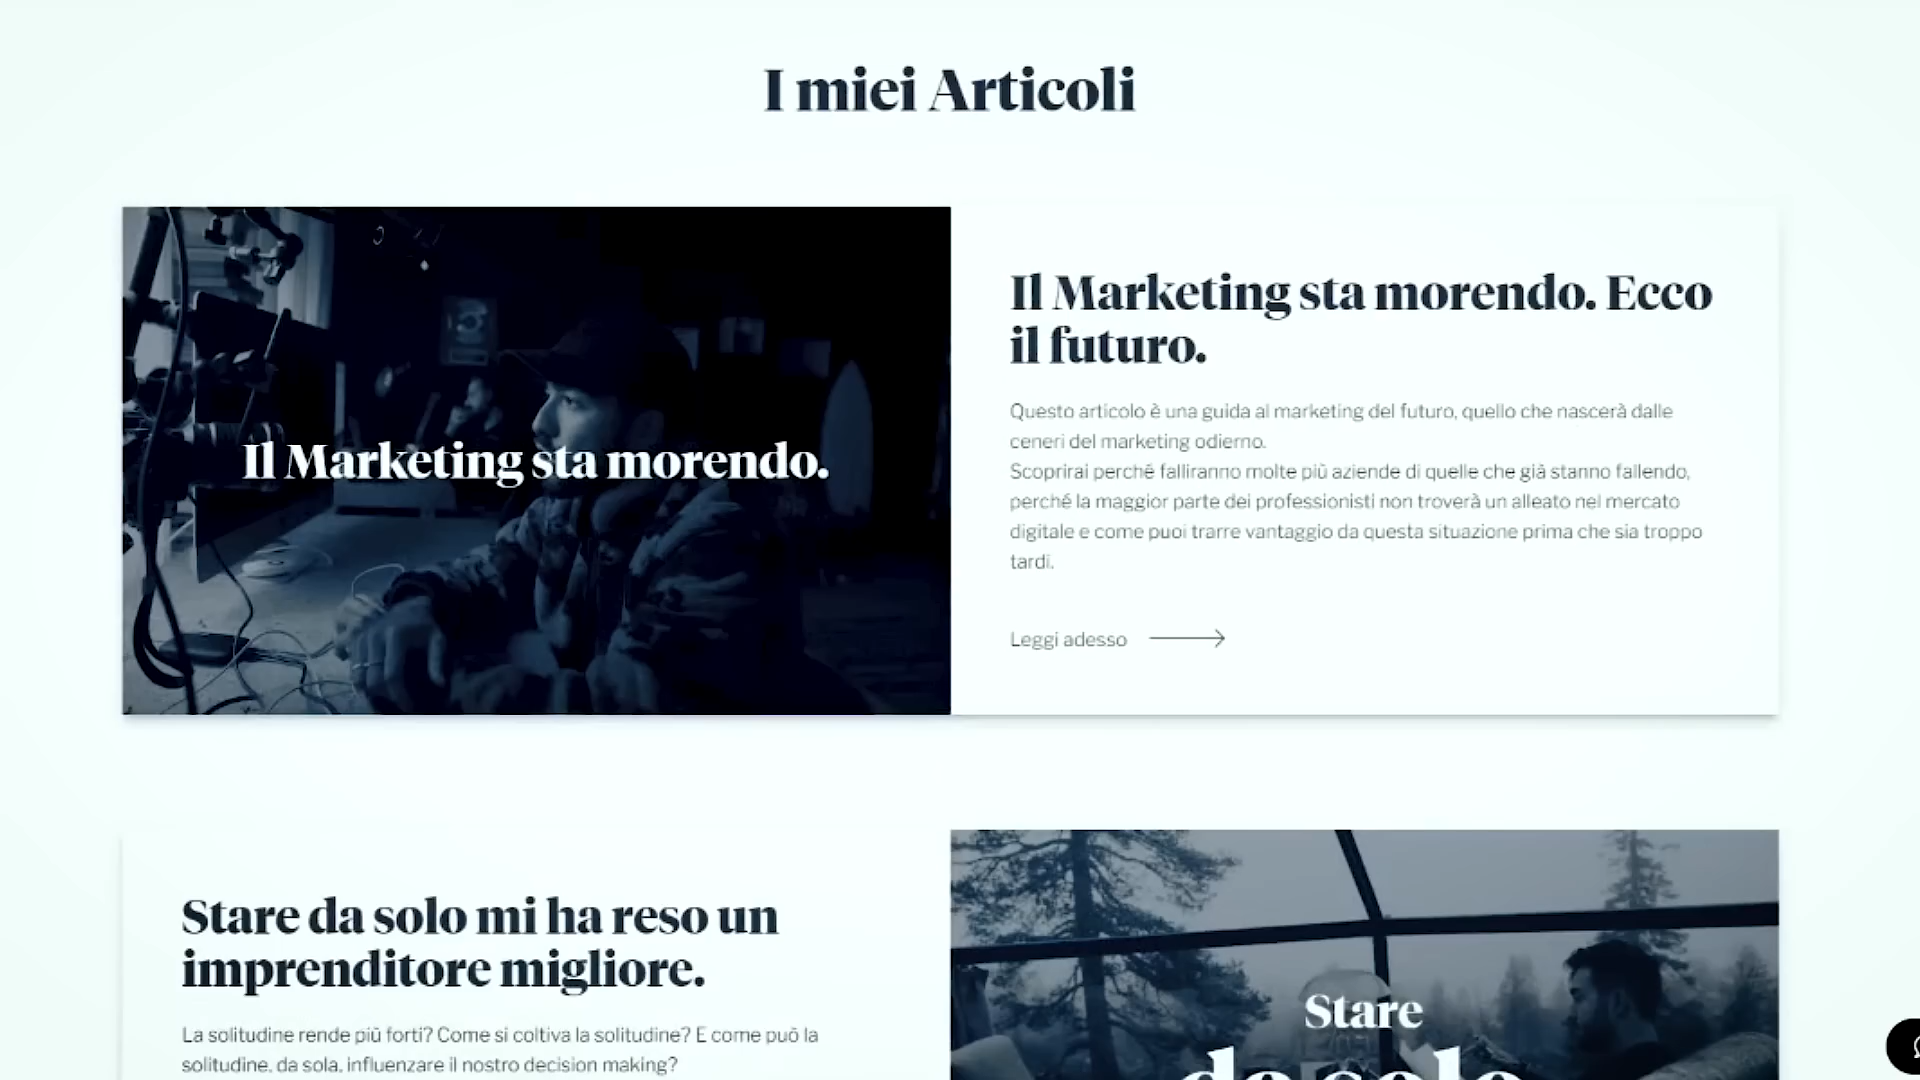 I miei Articoli
Il Marketing sta morendo.
Il Marketing sta morendo. Ecco
il futuro.
Questo articolo è una guida al marketing del futuro, quello che nascerà dalle
ceneri del marketing odierno.
Scoprirai perché falliranno molte più aziende di quelle che già stanno fallendo,
perché la maggior parte dei professionisti non troverà un alleato nel mercato
digitale e come puoi trarre vantaggio da questa situazione prima che sia troppo
tardi.
Leggi adesso
Stare da solo mi ha reso un
imprenditore migliore.
La solitudine rende più forti? Come si coltiva la solitudine? E come può la
solitudine, da sola, influenzare il nostro decision making?
Stare
da solo